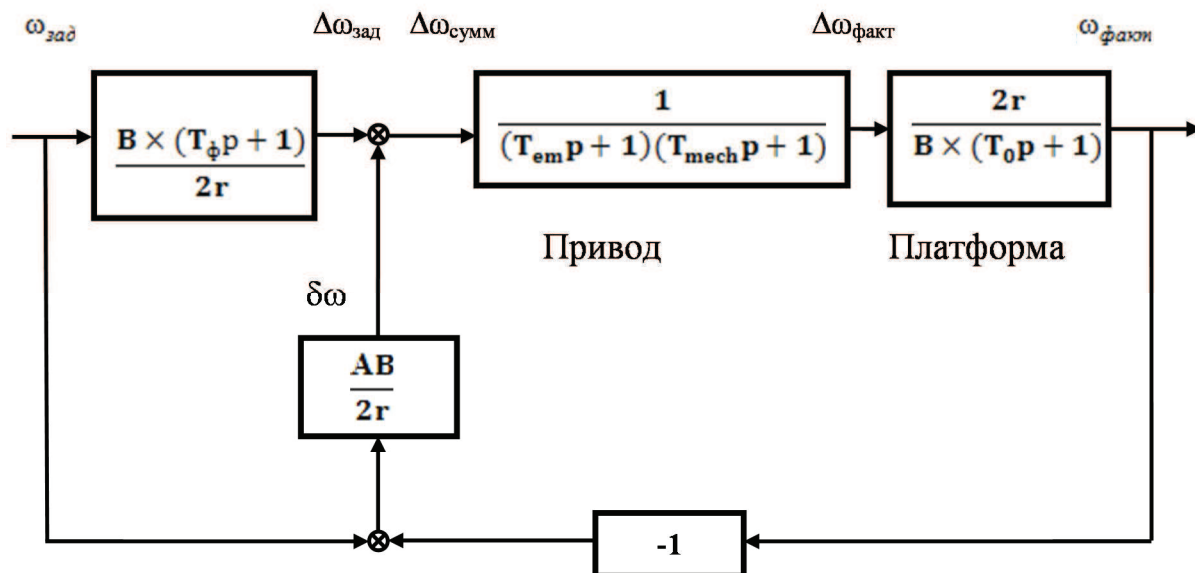 ω_зад Δω_зад Δω_сумм Δω_факт ω_факт
B × (T_ф p + 1)
2r
1
(T_em p + 1)(T_mech p + 1)
2r
B × (T_0 p + 1)
Привод Платформа
δω
AB
2r
-1